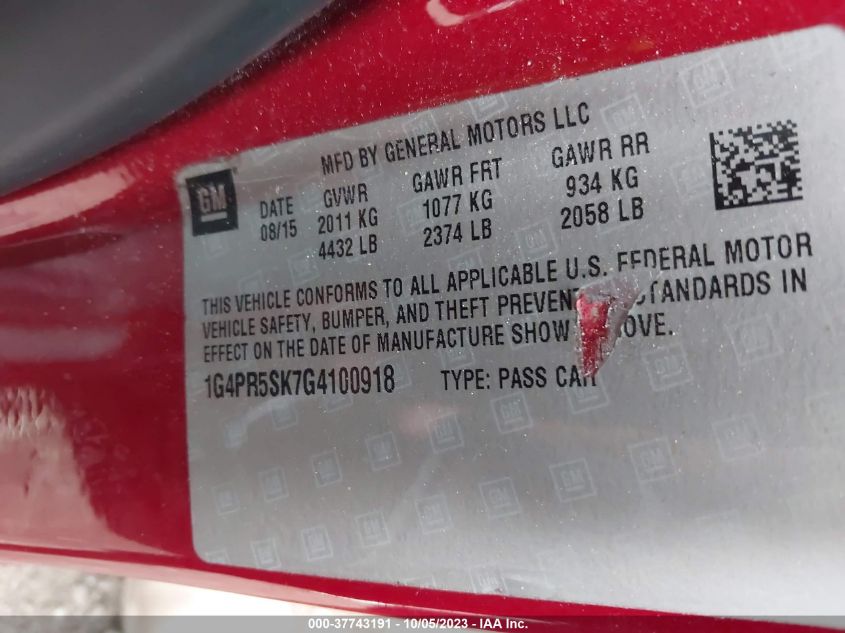 MFD BY GENERAL MOTORS LLC
GM
DATE GVWR GAWR FRT GAWR RR
08/15 2011 KG 1077 KG 934 KG
4432 LB 2374 LB 2058 LB
THIS VEHICLE CONFORMS TO ALL APPLICABLE U.S. FEDERAL MOTOR
VEHICLE SAFETY, BUMPER, AND THEFT PREVEN STANDARDS IN
EFFECT ON THE DATE OF MANUFACTURE SHOW OVE.
1G4PR5SK7G4100918 TYPE: PASS CAR
000-37743191 - 10/05/2023 - IAA Inc.